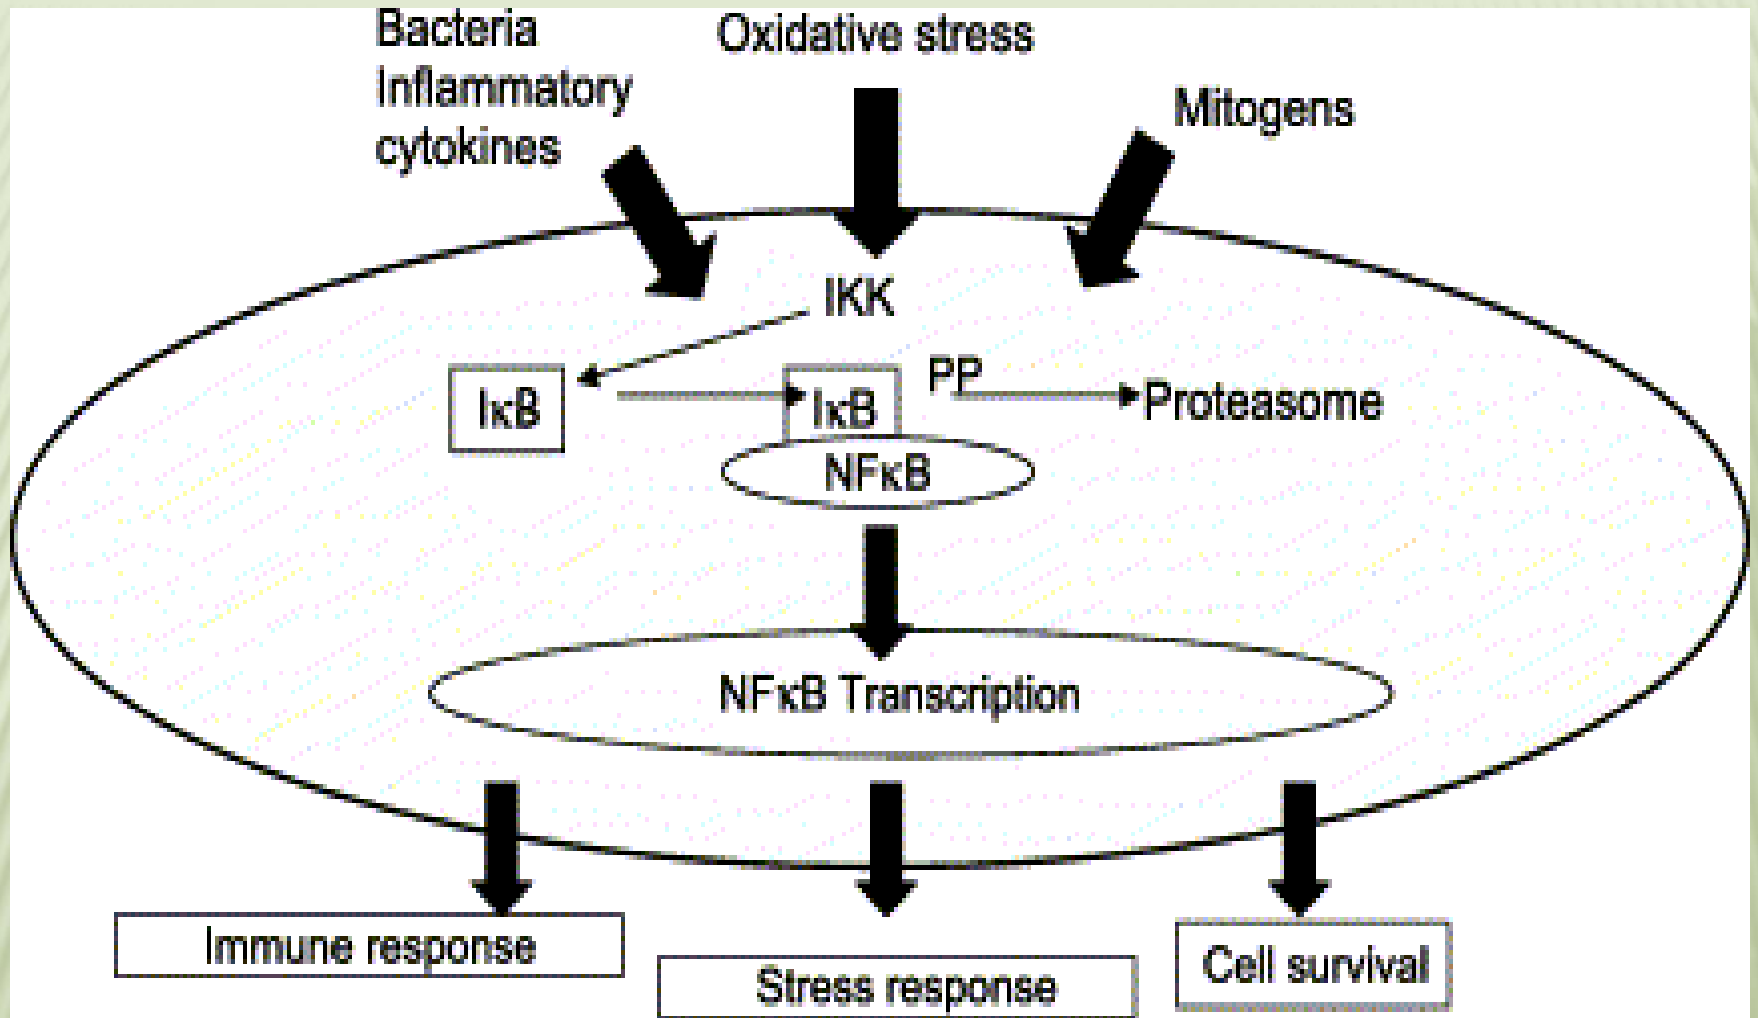 Bacteria
Inflammatory
cytokines
Oxidative stress
Mitogens
IKK
IκB
IκB
PP
Proteasome
NFκB
NFκB Transcription
Immune response
Stress response
Cell survival